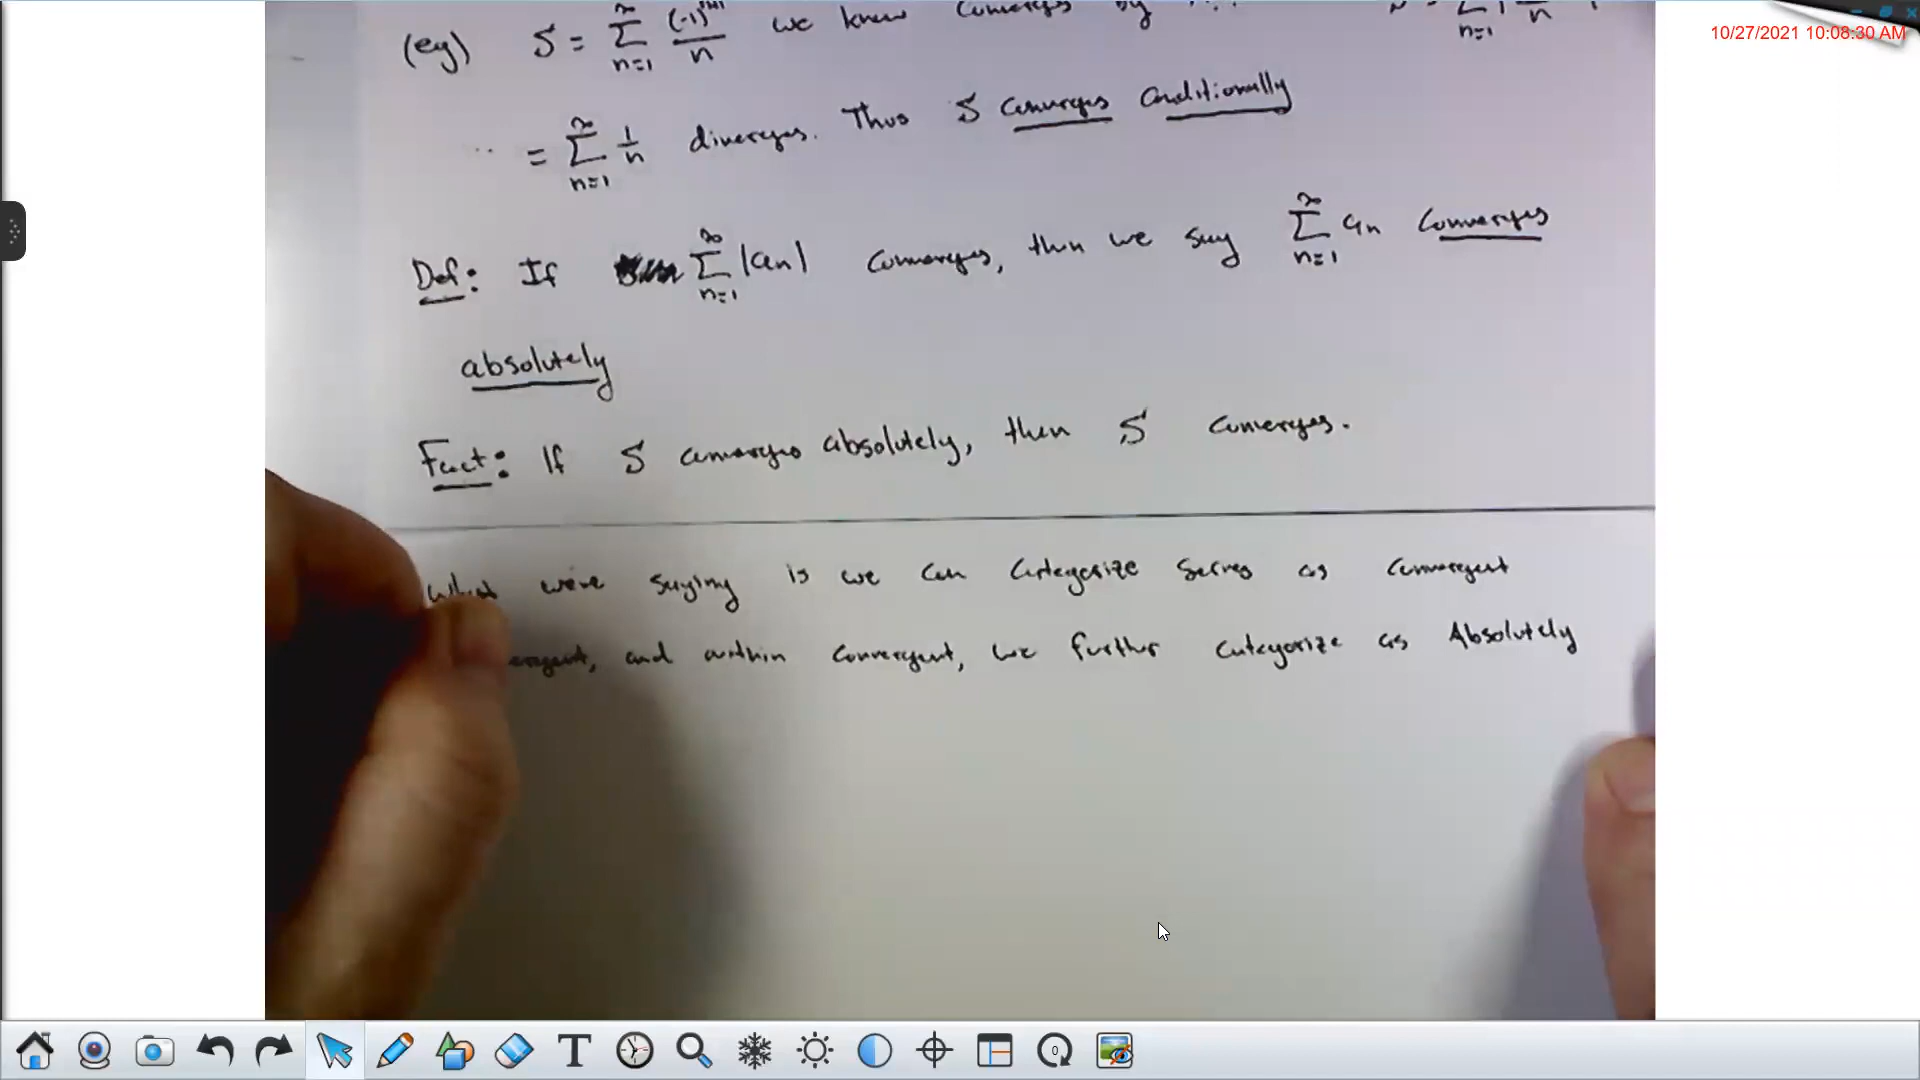 10/27/2021 10:08:30 AM
(eg) S = ∑ n=1 ∞ (-1)ⁿ⁺¹/n we know converges by
= ∑ n=1 ∞ 1/n diverges. Thus S converges conditionally
Def: If ∑ n=1 ∞ |an| converges, then we say ∑ n=1 ∞ an converges
absolutely
Fact: If S converges absolutely, then S converges.
What we're saying is we can categorize series as convergent
and within convergent, we further categorize as Absolutely
T
0